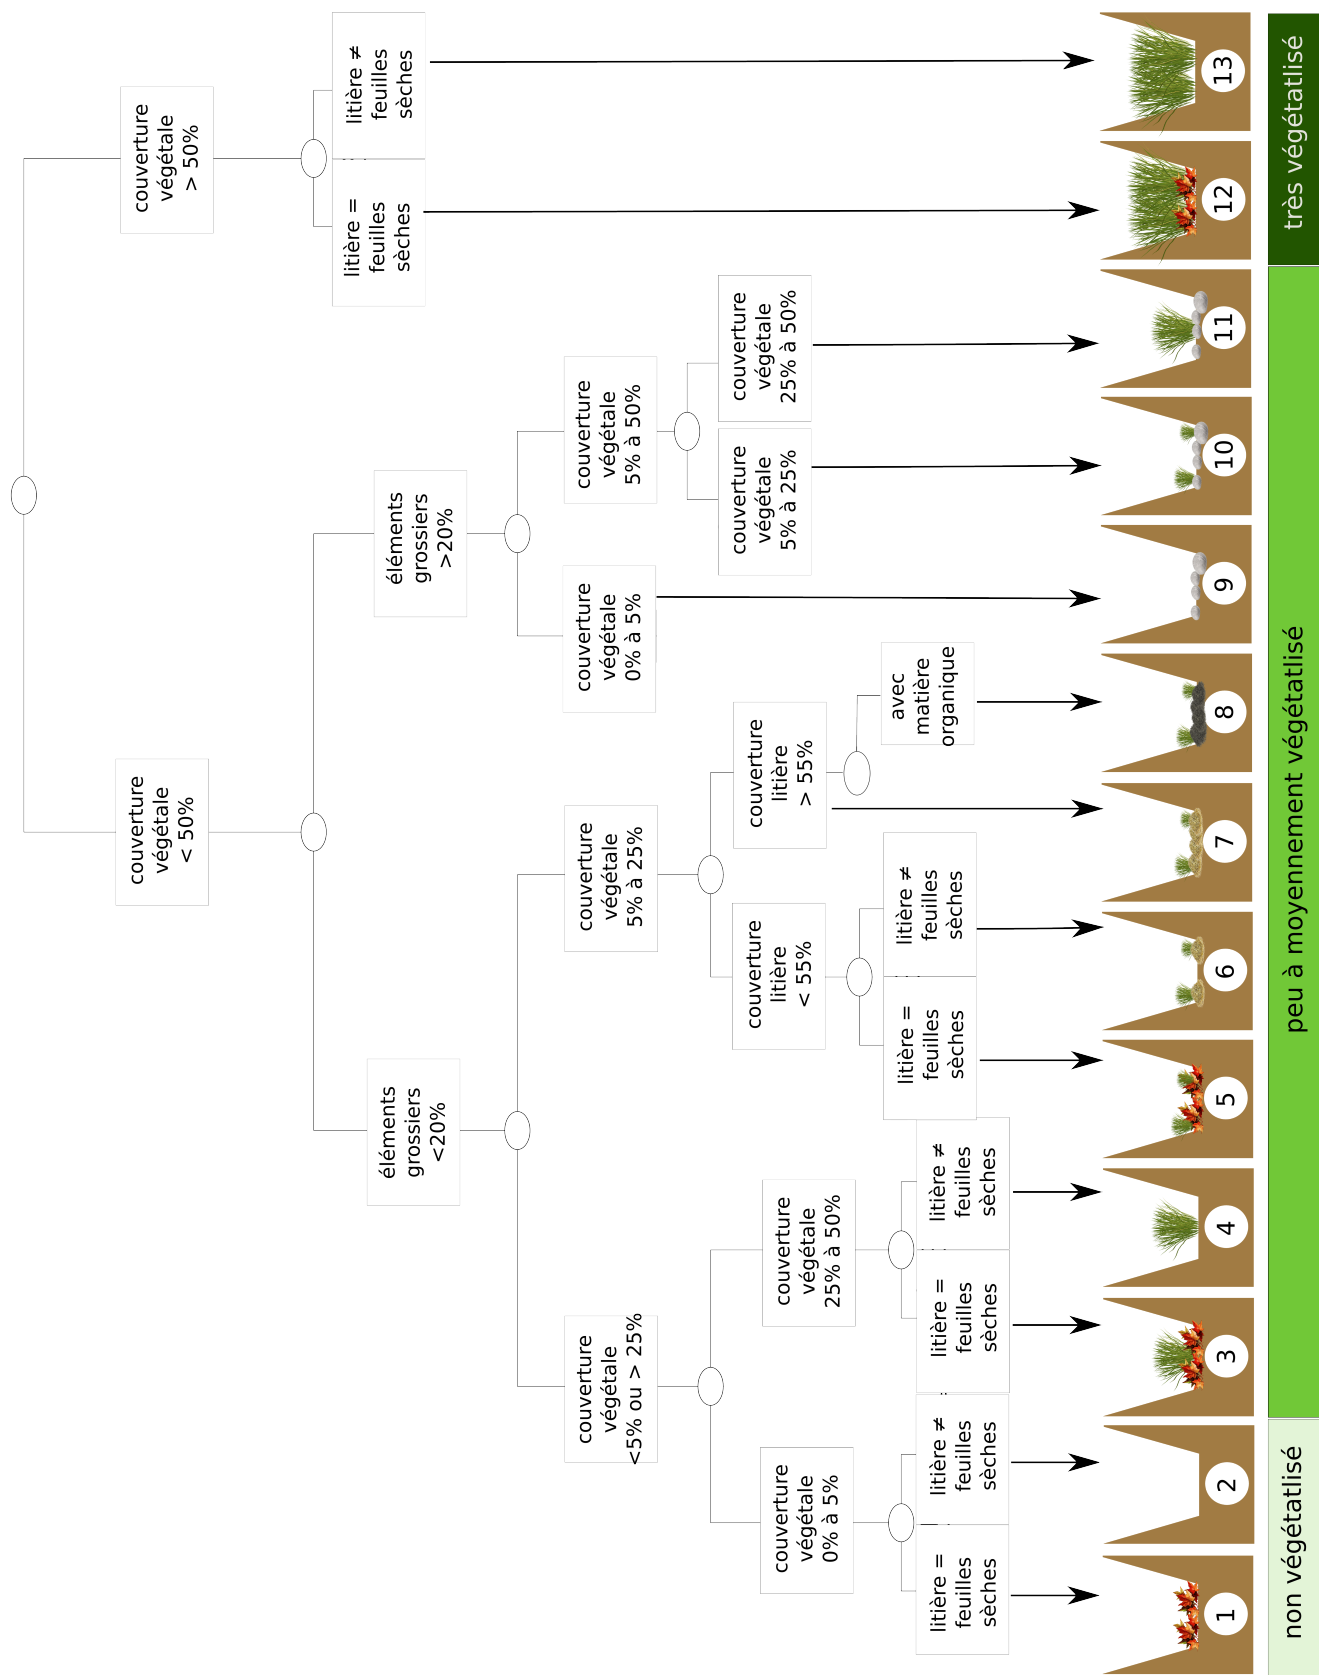 couverture
végétale
< 50%
couverture
végétale
> 50%
éléments
grossiers
<20%
éléments
grossiers
>20%
litière =
feuilles
sèches
litière ≠
feuilles
sèches
couverture
végétale
<5% ou > 25%
couverture
végétale
5% à 25%
couverture
végétale
0% à 5%
couverture
végétale
5% à 50%
couverture
végétale
0% à 5%
couverture
végétale
25% à 50%
couverture
litière
< 55%
couverture
litière
> 55%
couverture
végétale
5% à 25%
couverture
végétale
25% à 50%
litière =
feuilles
sèches
litière ≠
feuilles
sèches
litière =
feuilles
sèches
litière ≠
feuilles
sèches
litière =
feuilles
sèches
litière ≠
feuilles
sèches
avec
matière
organique
1
2
3
4
5
6
7
8
9
10
11
12
13
non végétatlisé
peu à moyennement végétatlisé
très végétatlisé